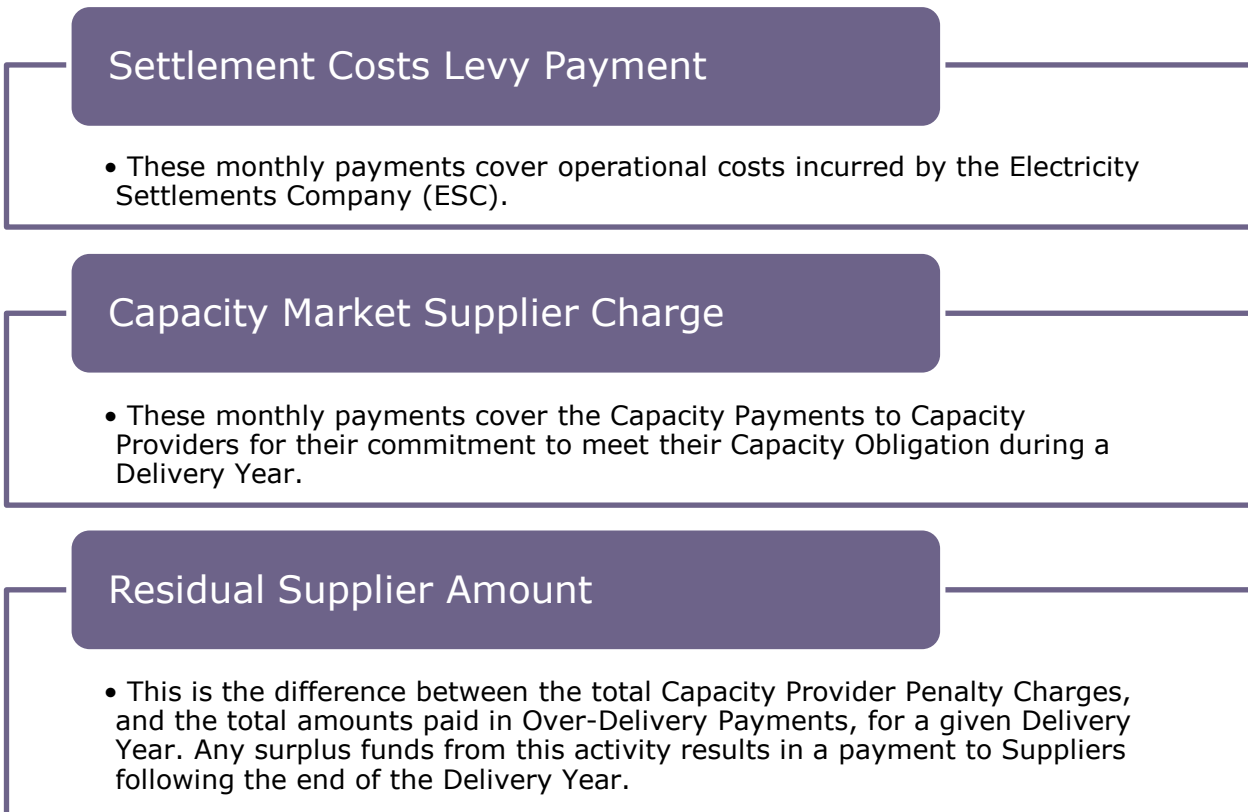 Settlement Costs Levy Payment
• These monthly payments cover operational costs incurred by the Electricity
Settlements Company (ESC).
Capacity Market Supplier Charge
• These monthly payments cover the Capacity Payments to Capacity
Providers for their commitment to meet their Capacity Obligation during a
Delivery Year.
Residual Supplier Amount
• This is the difference between the total Capacity Provider Penalty Charges,
and the total amounts paid in Over-Delivery Payments, for a given Delivery
Year. Any surplus funds from this activity results in a payment to Suppliers
following the end of the Delivery Year.